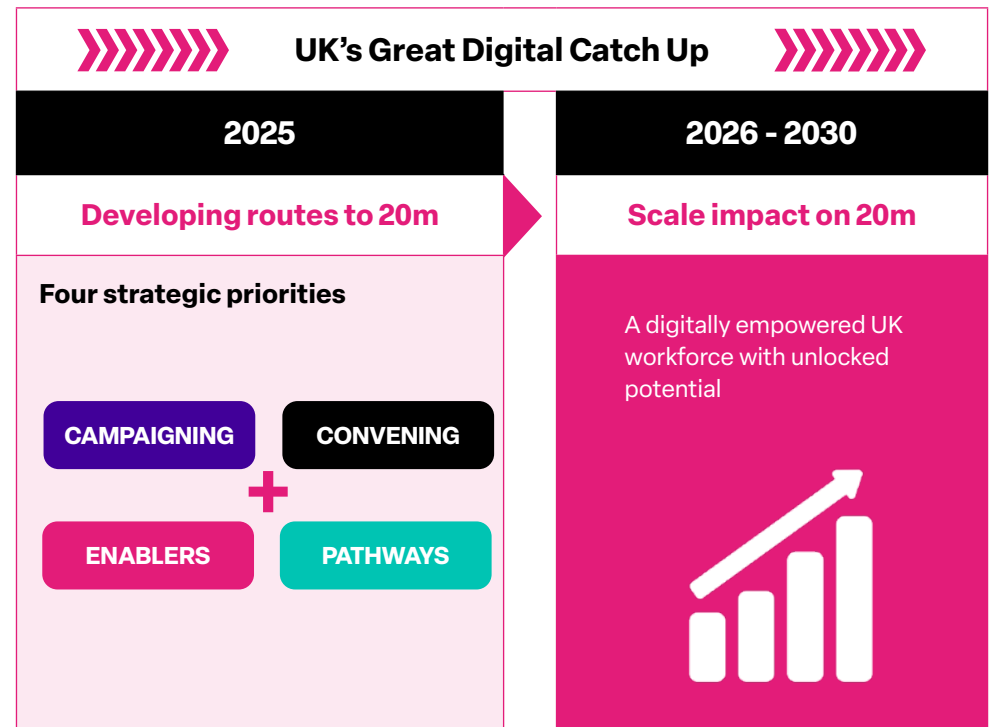 UK’s Great Digital Catch Up
2025
Developing routes to 20m
Four strategic priorities
CAMPAIGNING
CONVENING
ENABLERS
PATHWAYS
2026 - 2030
Scale impact on 20m
A digitally empowered UK
workforce with unlocked
potential